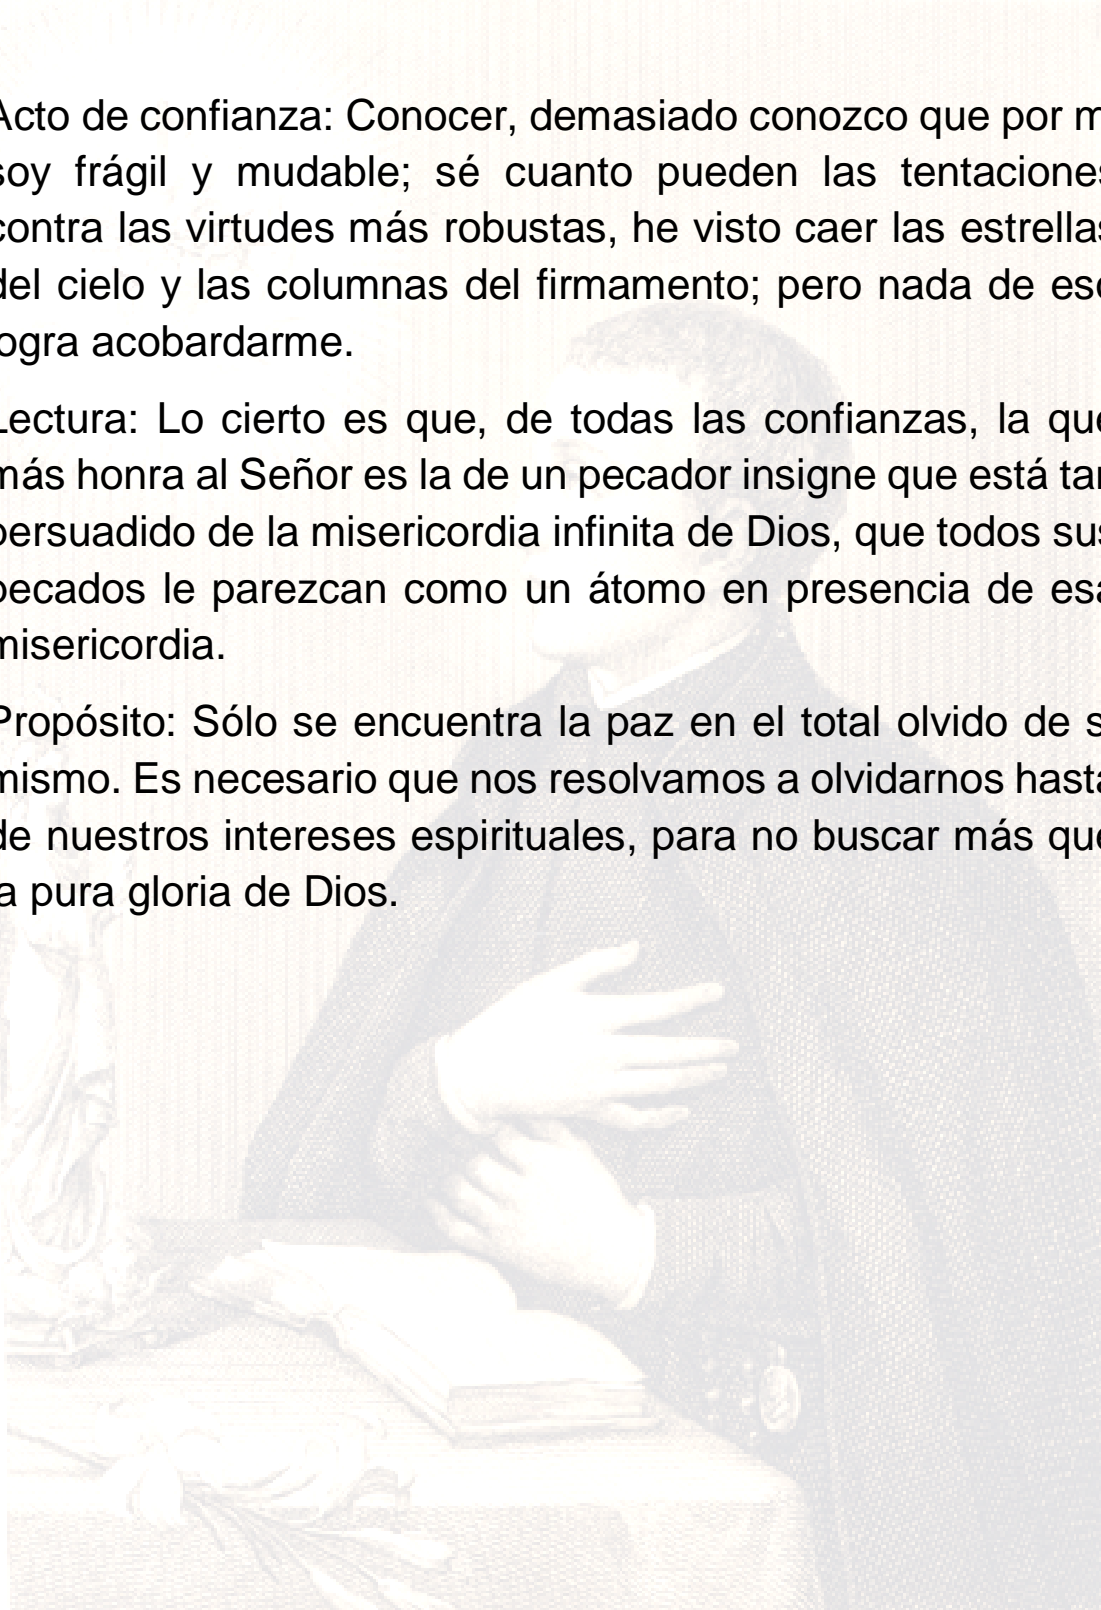 Acto de confianza: Conocer, demasiado conozco que por m
soy frágil y mudable; sé cuanto pueden las tentaciones
contra las virtudes más robustas, he visto caer las estrellas
del cielo y las columnas del firmamento; pero nada de eso
logra acobardarme.
Lectura: Lo cierto es que, de todas las confianzas, la que
más honra al Señor es la de un pecador insigne que está tan
persuadido de la misericordia infinita de Dios, que todos sus
pecados le parezcan como un átomo en presencia de esa
misericordia.
Propósito: Sólo se encuentra la paz en el total olvido de s
mismo. Es necesario que nos resolvamos a olvidarnos hasta
de nuestros intereses espirituales, para no buscar más que
la pura gloria de Dios.